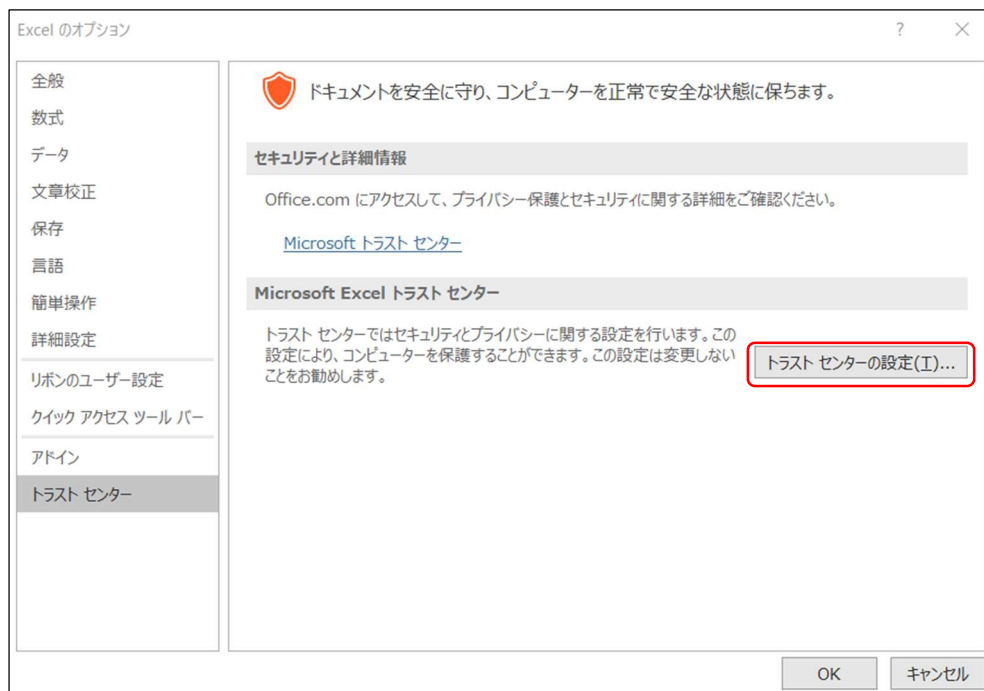 Excel のオプション
?
全般
数式
データ
文章校正
保存
言語
簡単操作
詳細設定
リボンのユーザー設定
クイック アクセス ツール バー
アドイン
トラスト センター
ドキュメントを安全に守り、コンピューターを正常で安全な状態に保ちます。
セキュリティと詳細情報
Office.com にアクセスして、プライバシー保護とセキュリティに関する詳細をご確認ください。
Microsoft トラスト センター
Microsoft Excel トラスト センター
トラスト センターではセキュリティとプライバシーに関する設定を行います。この
設定により、コンピューターを保護することができます。この設定は変更しない
ことをお勧めします。
トラスト センターの設定(T)...
OK
キャンセル